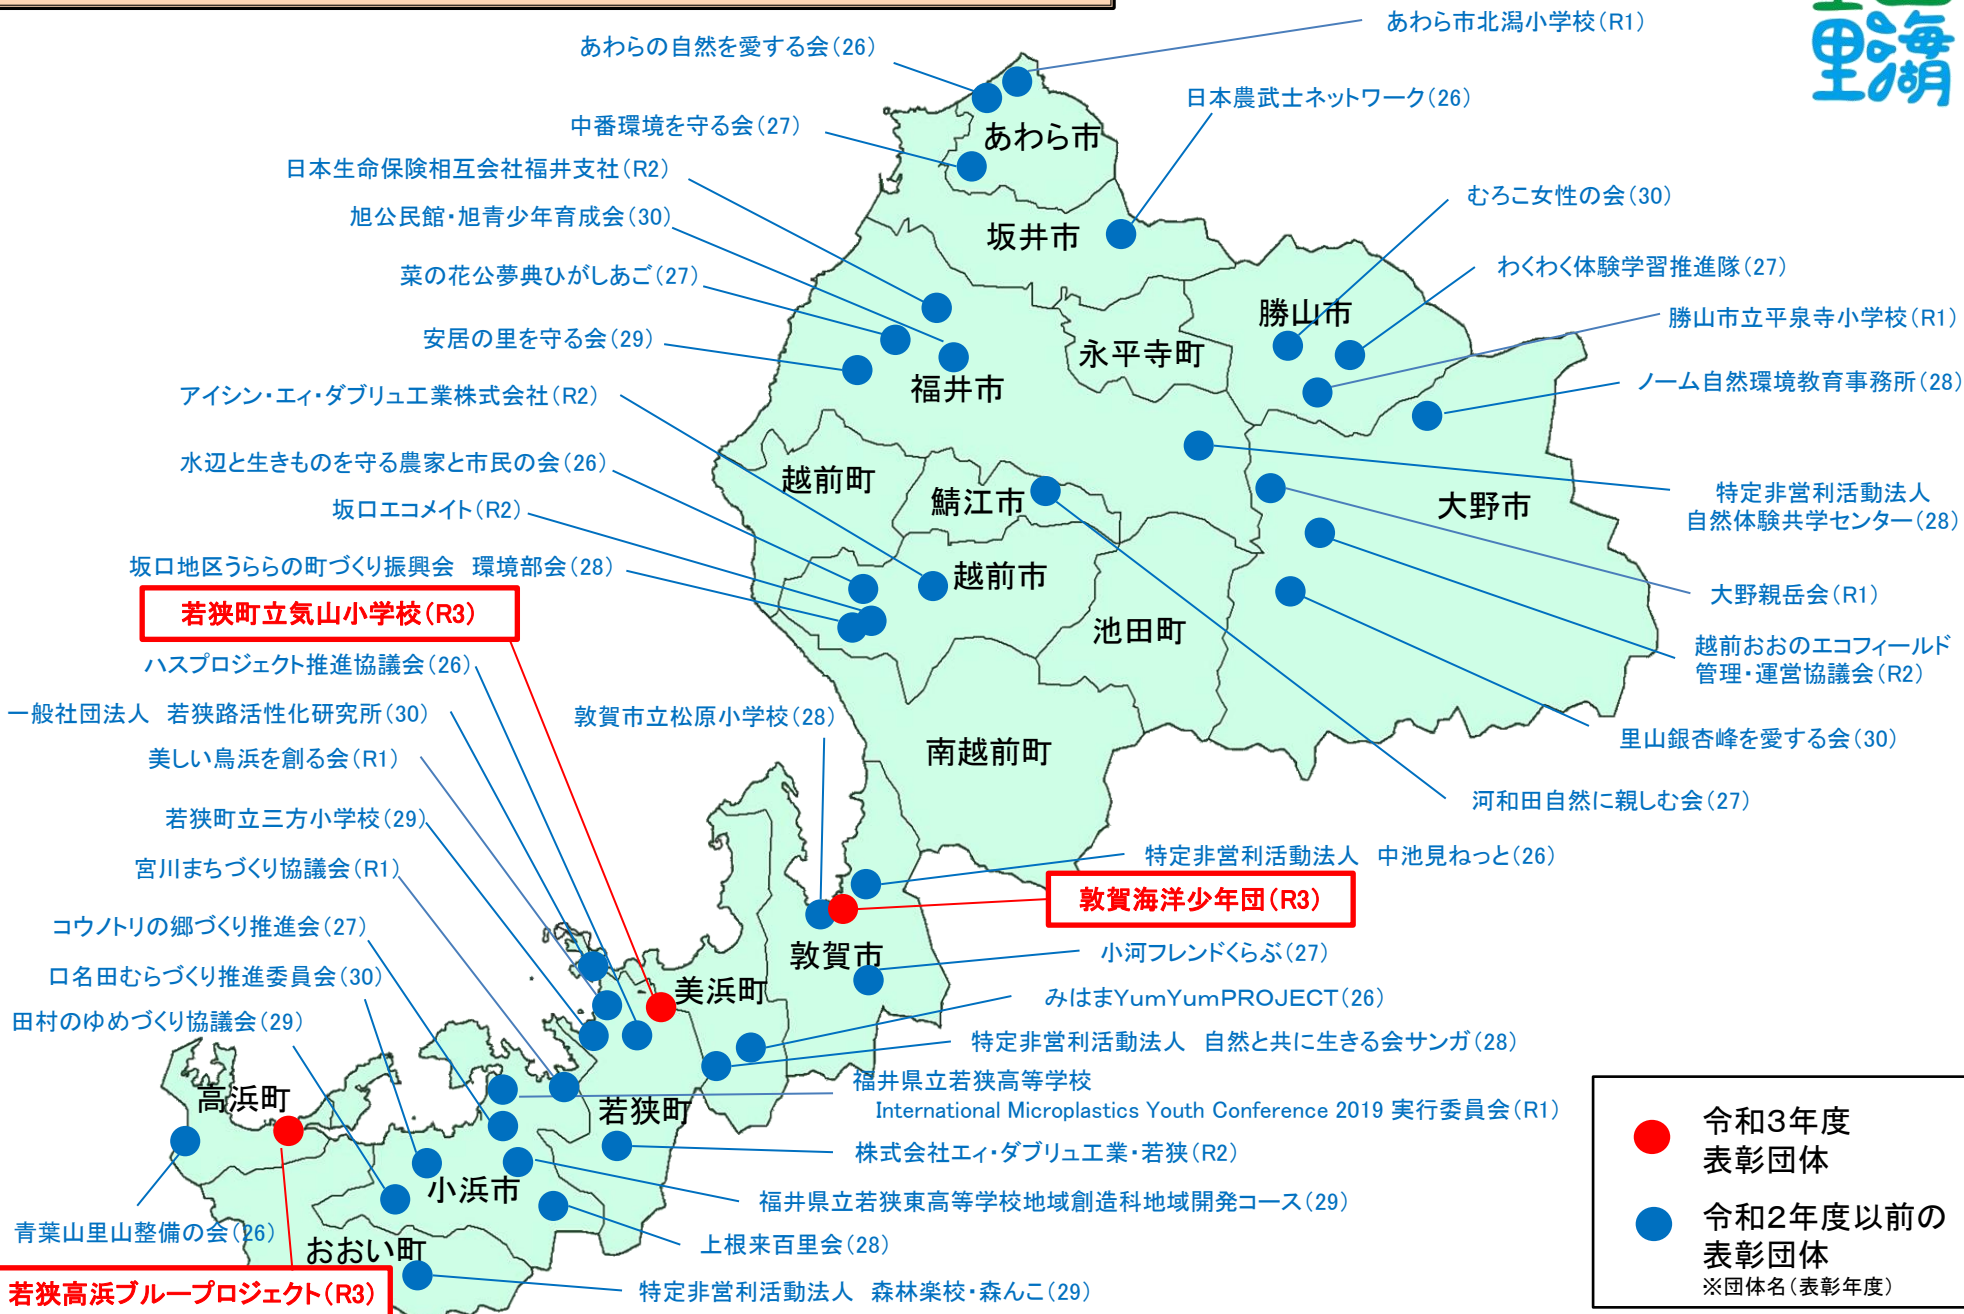 里海湖
あわら市北潟小学校(R1)
あわらの自然を愛する会(26)
日本農武士ネットワーク(26)
中番環境を守る会(27)
あわら市
日本生命保険相互会社福井支社(R2)
むろこ女性の会(30)
旭公民館・旭青少年育成会(30)
坂井市
わくわく体験学習推進隊(27)
菜の花公夢典ひがしあご(27)
勝山市
勝山市立平泉寺小学校(R1)
安居の里を守る会(29)
永平寺町
福井市
ノーム自然環境教育事務所(28)
アイシン・エィ・ダブリュ工業株式会社(R2)
水辺と生きものを守る農家と市民の会(26)
越前町
鯖江市
大野市
特定非営利活動法人
自然体験共学センター(28)
坂口エコメイト(R2)
坂口地区うららの町づくり振興会 環境部会(28)
越前市
大野親岳会(R1)
若狭町立気山小学校(R3)
池田町
越前おおのエコフィールド
管理・運営協議会(R2)
ハスプロジェクト推進協議会(26)
一般社団法人 若狭路活性化研究所(30)
敦賀市立松原小学校(28)
南越前町
里山銀杏峰を愛する会(30)
美しい鳥浜を創る会(R1)
河和田自然に親しむ会(27)
若狭町立三方小学校(29)
特定非営利活動法人 中池見ねっと(26)
宮川まちづくり協議会(R1)
敦賀海洋少年団(R3)
コウノトリの郷づくり推進会(27)
敦賀市
小河フレンドくらぶ(27)
口名田むらづくり推進委員会(30)
美浜町
みはまYumYumPROJECT(26)
田村のゆめづくり協議会(29)
特定非営利活動法人 自然と共に生きる会サンガ(28)
高浜町
若狭町
福井県立若狭高等学校
International Microplastics Youth Conference 2019 実行委員会(R1)
株式会社エィ・ダブリュ工業・若狭(R2)
小浜市
福井県立若狭東高等学校地域創造科地域開発コース(29)
青葉山里山整備の会(26)
おおい町
上根来百里会(28)
若狭高浜ブループロジェクト(R3)
特定非営利活動法人 森林楽校・森んこ(29)
令和3年度
表彰団体
令和2年度以前の
表彰団体
※団体名(表彰年度)